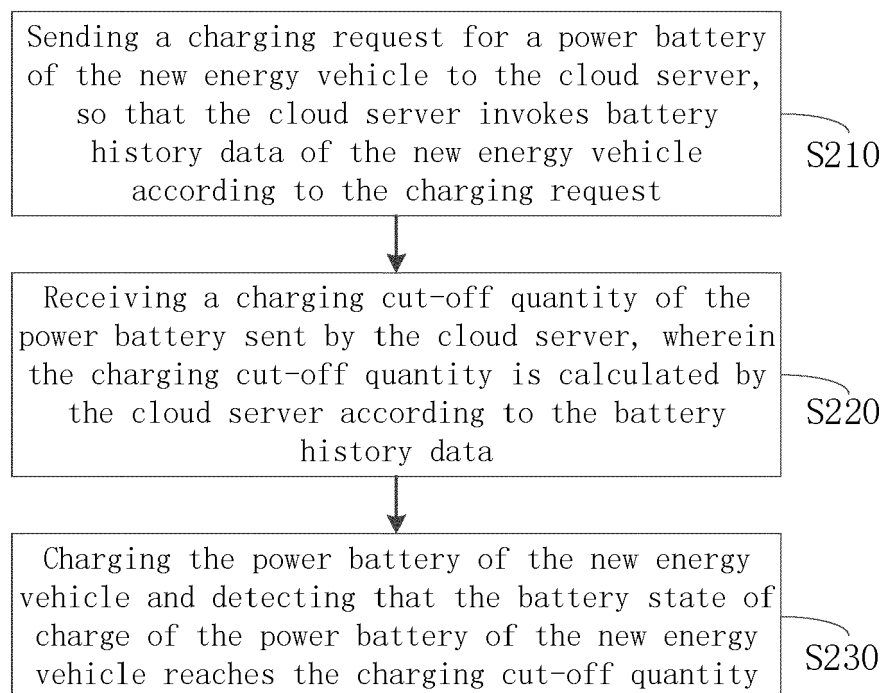 Sending a charging request for a power battery
of the new energy vehicle to the cloud server,
so that the cloud server invokes battery
history data of the new energy vehicle
according to the charging request
S210
Receiving a charging cut-off quantity of the
power battery sent by the cloud server, wherein
the charging cut-off quantity is calculated by
the cloud server according to the battery
history data
S220
Charging the power battery of the new energy
vehicle and detecting that the battery state of
charge of the power battery of the new energy
vehicle reaches the charging cut-off quantity
S230